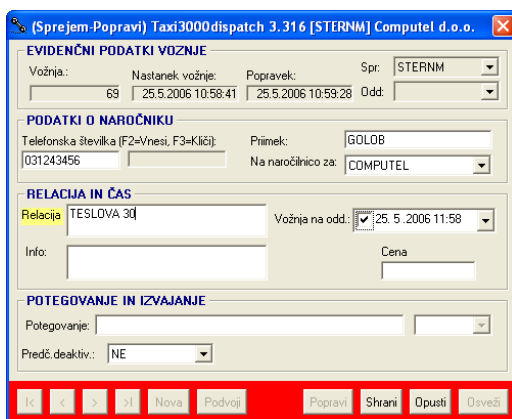 (Sprejem-Popravi) Taxi3000dispatch 3.316 [STERNM] Computel d.o.o.
EVIDENČNI PODATKI VOZNJE
Vožnja.: Nastanek vožnje: Popravek: Spr: STERNM
69 25.5.2006 10:58:41 25.5.2006 10:59:28 Odd:
PODATKI O NAROČNIKU
Telefonska številka (F2=Vnesi, F3=Kliči): Priimek: GOLOB
031243456 Na naročilnico za: COMPUTEL
RELACIJA IN ČAS
Relacija TESLOVA 30 Vožnja na odd.: 25. 5 .2006 11:58
Info: Cena
POTEGOVANJE IN IZVAJANJE
Potegovanje:
Predč.deaktiv.: NE
|< < > >| Nova Podvoji Popravi Shrani Opusti Osveži